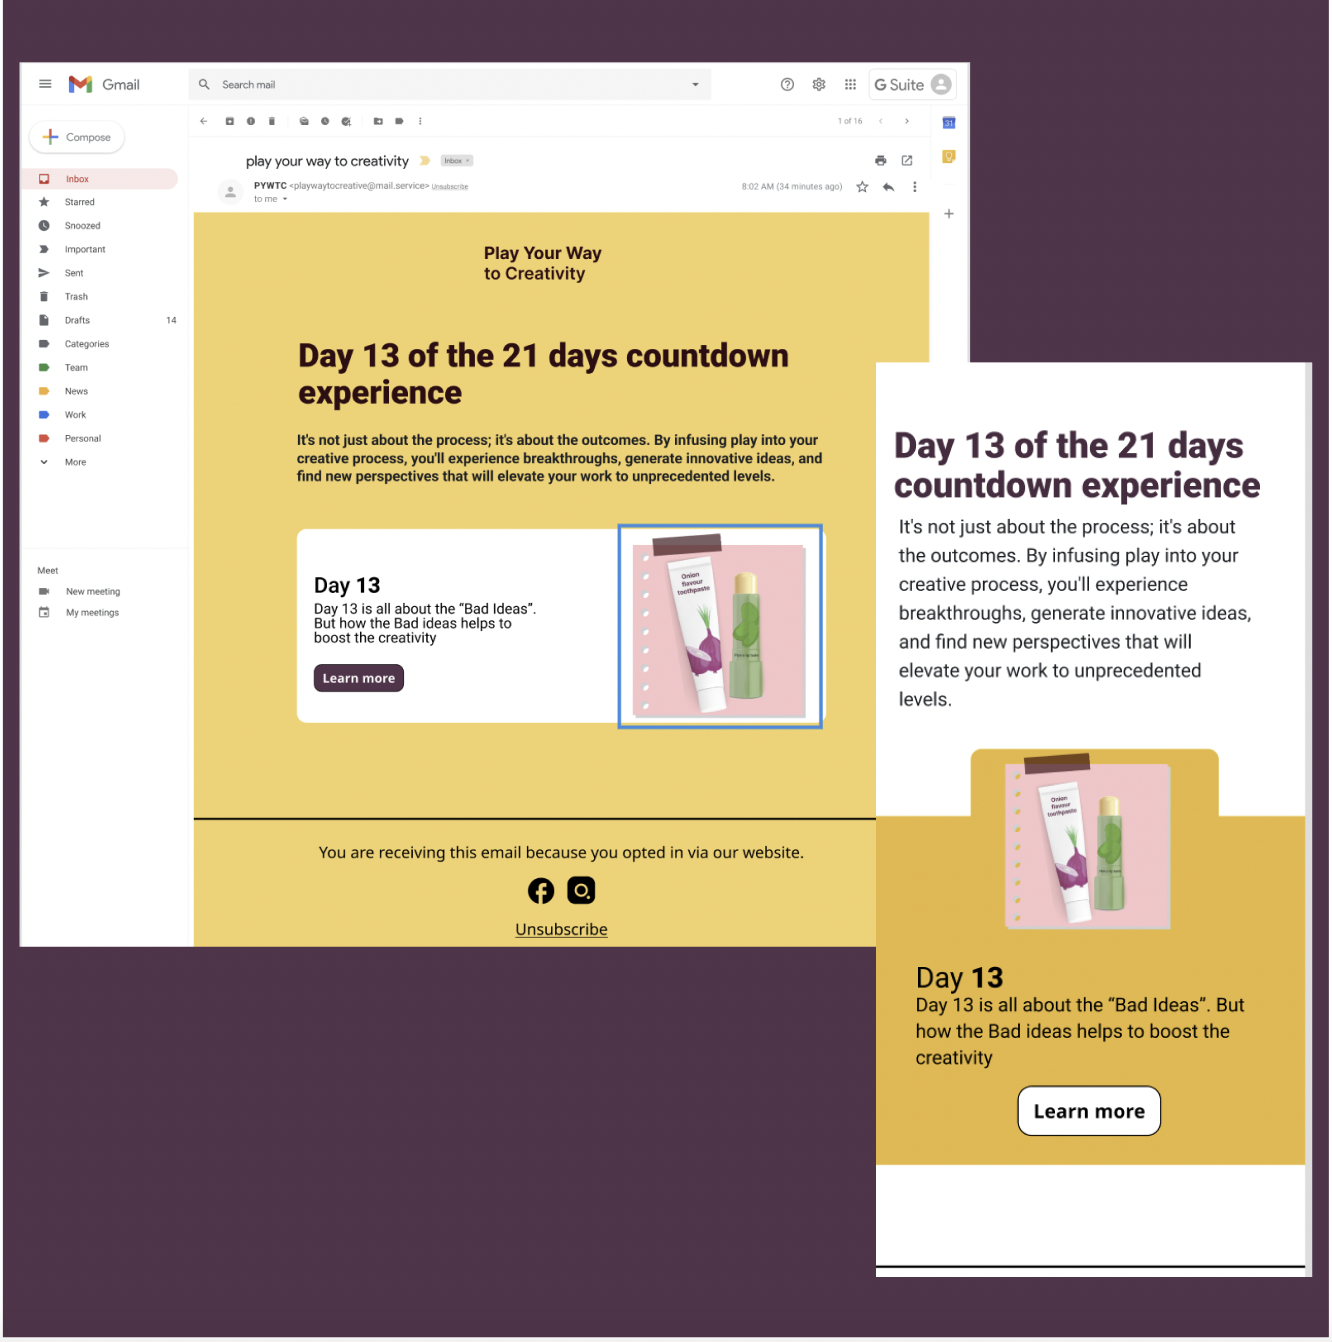 Gmail
Search mail
G Suite
Compose
1 of 16
31
Inbox
Starred
Snoozed
Important
Sent
Trash
Drafts 14
Categories
Team
News
Work
Personal
More
Meet
New meeting
My meetings
play your way to creativity
Inbox ×
PYWTC <playwaytocreative@mail.service> Unsubscribe
to me
8:02 AM (34 minutes ago)
Play Your Way
to Creativity
Day 13 of the 21 days countdown
experience
It's not just about the process; it's about the outcomes. By infusing play into your
creative process, you'll experience breakthroughs, generate innovative ideas, and
find new perspectives that will elevate your work to unprecedented levels.
Day 13
Day 13 is all about the “Bad Ideas”.
But how the Bad ideas helps to
boost the creativity
Learn more
Onion
flavour
toothpaste
You are receiving this email because you opted in via our website.
Unsubscribe
Day 13 of the 21 days
countdown experience
It's not just about the process; it's about
the outcomes. By infusing play into your
creative process, you'll experience
breakthroughs, generate innovative ideas,
and find new perspectives that will
elevate your work to unprecedented
levels.
Onion
flavour
toothpaste
Day 13
Day 13 is all about the “Bad Ideas”. But
how the Bad ideas helps to boost the
creativity
Learn more